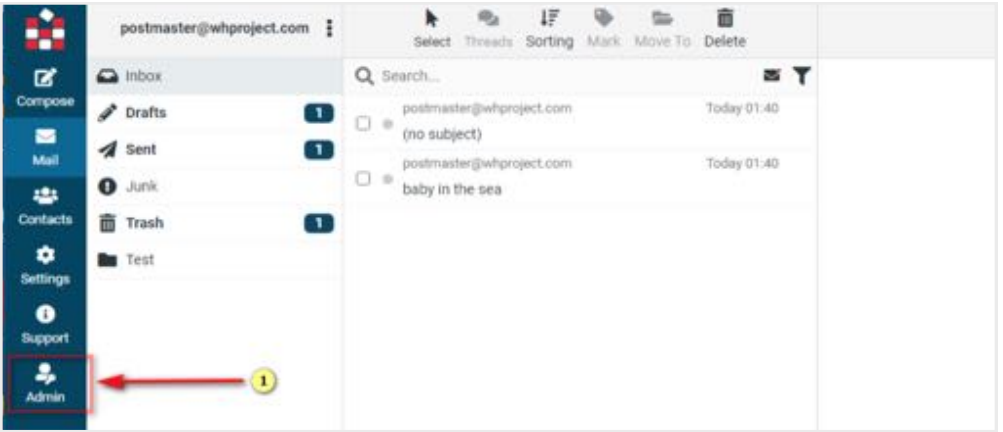 postmaster@whproject.com
Select Threads Sorting Mark Move To Delete
Compose
Mail
Contacts
Settings
Support
Admin
Inbox
Drafts 1
Sent 1
Junk
Trash 1
Test
Search...
postmaster@whproject.com Today 01:40
(no subject)
postmaster@whproject.com Today 01:40
baby in the sea
1